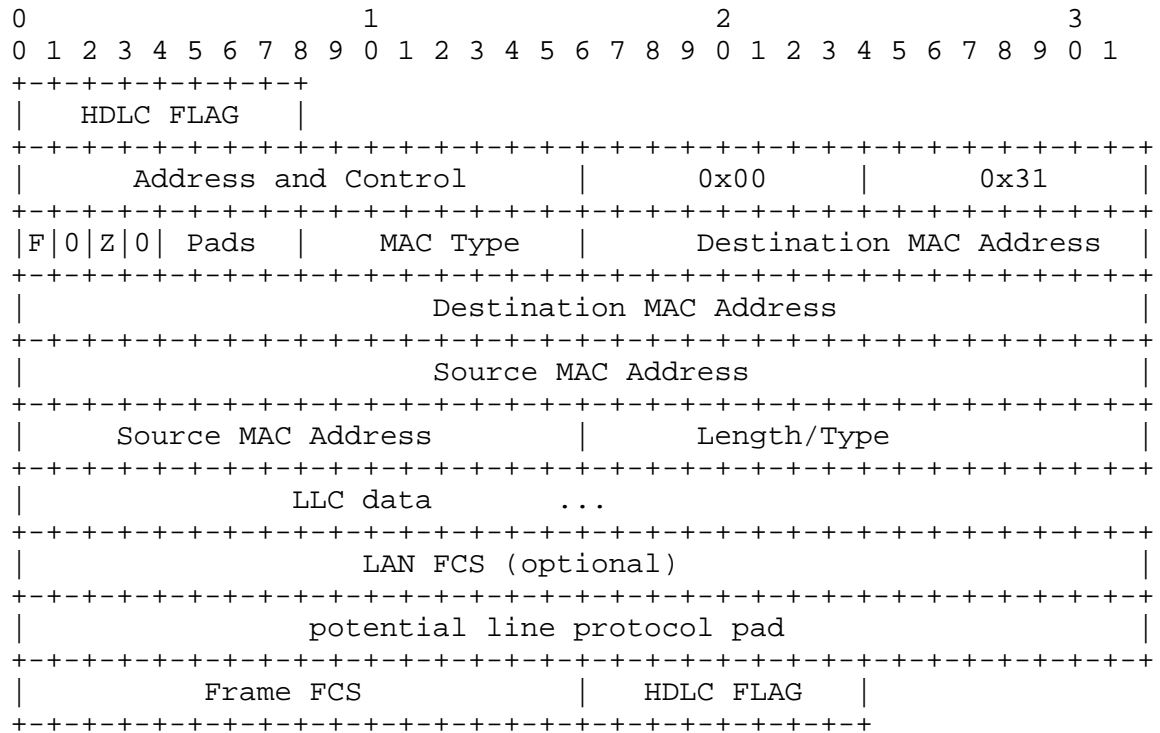 0                   1                   2                   3
0 1 2 3 4 5 6 7 8 9 0 1 2 3 4 5 6 7 8 9 0 1 2 3 4 5 6 7 8 9 0 1
+-+-+-+-+-+-+-+-+
|   HDLC FLAG   |
+-+-+-+-+-+-+-+-+-+-+-+-+-+-+-+-+-+-+-+-+-+-+-+-+-+-+-+-+-+-+-+-+
|      Address and Control      |      0x00     |      0x31     |
+-+-+-+-+-+-+-+-+-+-+-+-+-+-+-+-+-+-+-+-+-+-+-+-+-+-+-+-+-+-+-+-+
|F|0|Z|0| Pads  |    MAC Type   |      Destination MAC Address  |
+-+-+-+-+-+-+-+-+-+-+-+-+-+-+-+-+-+-+-+-+-+-+-+-+-+-+-+-+-+-+-+-+
|                       Destination MAC Address                 |
+-+-+-+-+-+-+-+-+-+-+-+-+-+-+-+-+-+-+-+-+-+-+-+-+-+-+-+-+-+-+-+-+
|                       Source MAC Address                      |
+-+-+-+-+-+-+-+-+-+-+-+-+-+-+-+-+-+-+-+-+-+-+-+-+-+-+-+-+-+-+-+-+
|     Source MAC Address        |      Length/Type              |
+-+-+-+-+-+-+-+-+-+-+-+-+-+-+-+-+-+-+-+-+-+-+-+-+-+-+-+-+-+-+-+-+
|               LLC data       ...
+-+-+-+-+-+-+-+-+-+-+-+-+-+-+-+-+-+-+-+-+-+-+-+-+-+-+-+-+-+-+-+-+
|                   LAN FCS (optional)                          |
+-+-+-+-+-+-+-+-+-+-+-+-+-+-+-+-+-+-+-+-+-+-+-+-+-+-+-+-+-+-+-+-+
|                potential line protocol pad                    |
+-+-+-+-+-+-+-+-+-+-+-+-+-+-+-+-+-+-+-+-+-+-+-+-+-+-+-+-+-+-+-+-+
|          Frame FCS            |   HDLC FLAG   |
+-+-+-+-+-+-+-+-+-+-+-+-+-+-+-+-+-+-+-+-+-+-+-+-+